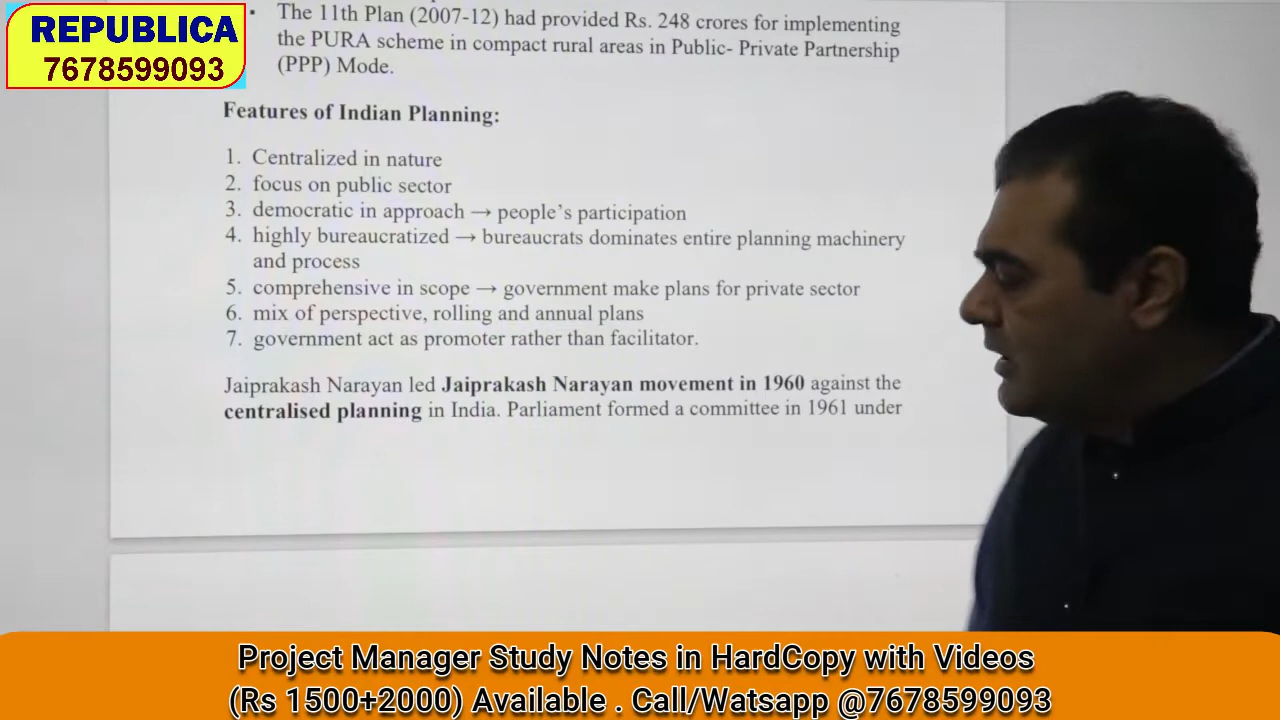 REPUBLICA
7678599093
• The 11th Plan (2007-12) had provided Rs. 248 crores for implementing
the PURA scheme in compact rural areas in Public- Private Partnership
(PPP) Mode.
Features of Indian Planning:
1. Centralized in nature
2. focus on public sector
3. democratic in approach → people's participation
4. highly bureaucratized → bureaucrats dominates entire planning machinery
and process
5. comprehensive in scope → government make plans for private sector
6. mix of perspective, rolling and annual plans
7. government act as promoter rather than facilitator.
Jaiprakash Narayan led Jaiprakash Narayan movement in 1960 against the
centralised planning in India. Parliament formed a committee in 1961 under
Project Manager Study Notes in HardCopy with Videos
(Rs 1500+2000) Available . Call/Watsapp @7678599093